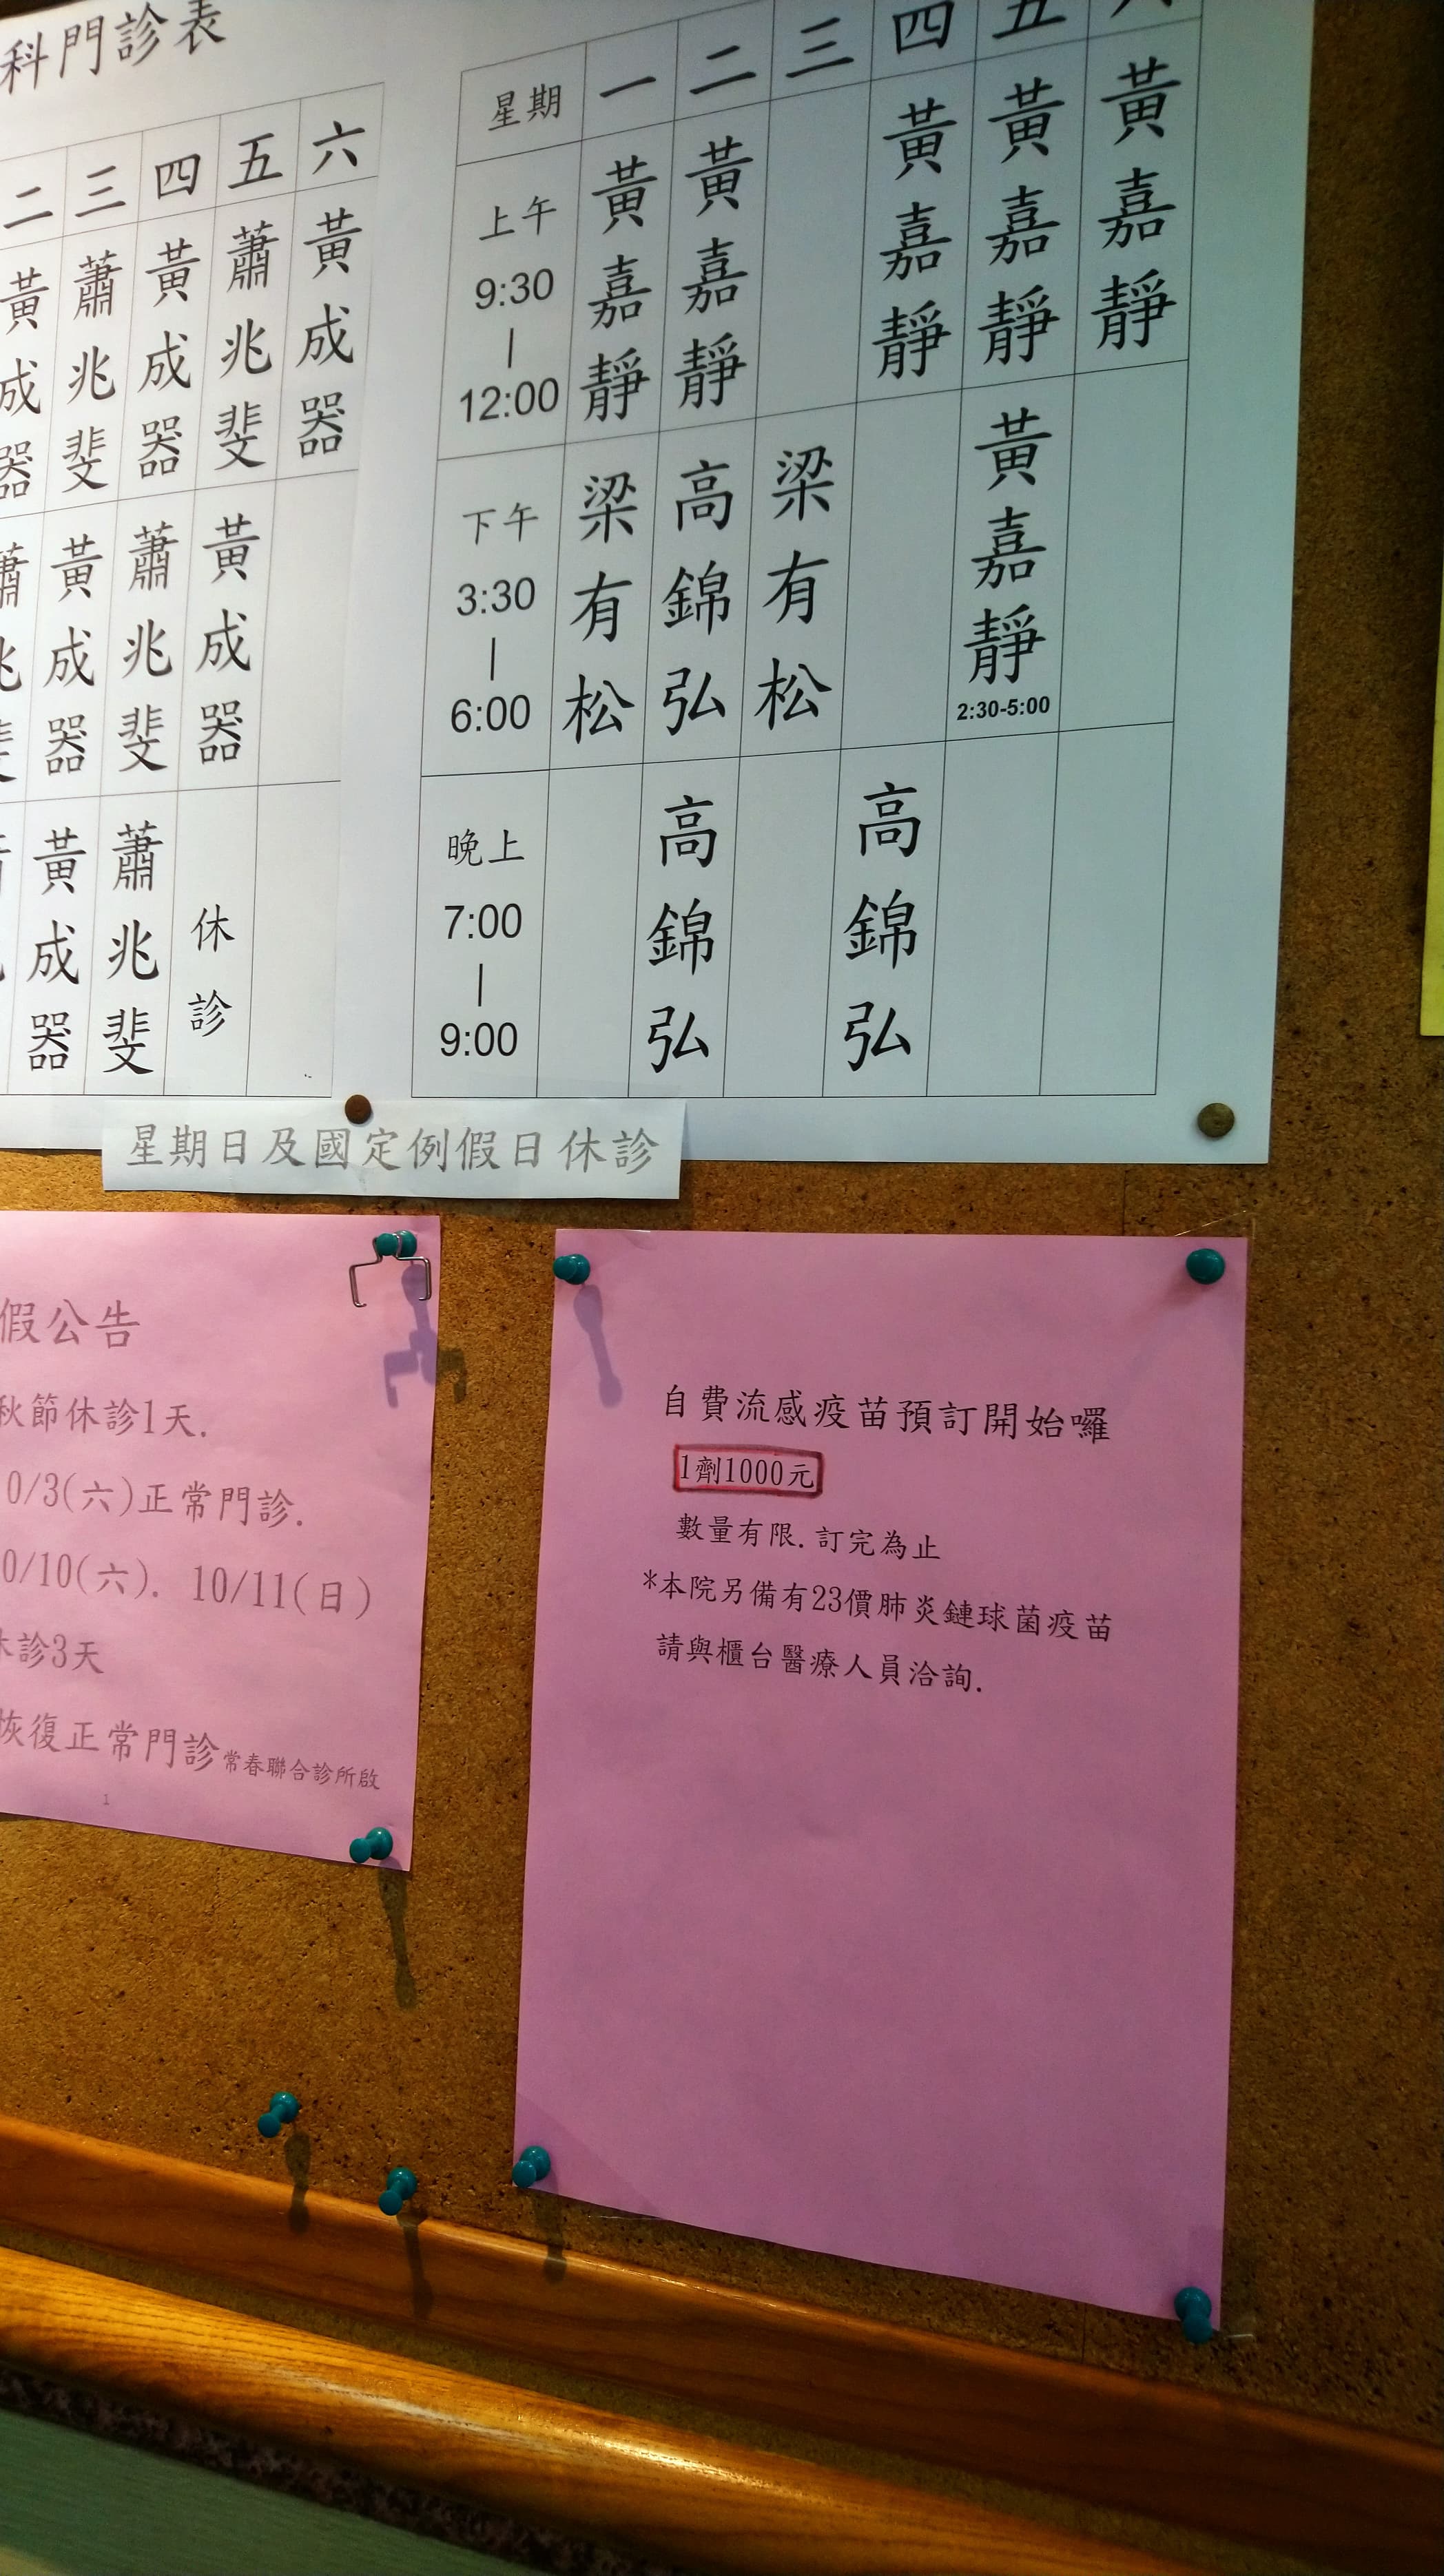 科門診表
二 三 四 五 六
黃成器 蕭兆斐 黃成器 蕭兆斐 黃成器
蕭兆斐 黃成器 蕭兆斐 黃成器
黃成器 蕭兆斐 休診
星期 一 二 三 四 五 六
上午 9:30 | 12:00 黃嘉靜 黃嘉靜 黃嘉靜 黃嘉靜 黃嘉靜
下午 3:30 | 6:00 梁有松 高錦弘 梁有松 黃嘉靜 2:30-5:00
晚上 7:00 | 9:00 高錦弘 高錦弘
星期日及國定例假日休診
假公告
秋節休診1天.
0/3(六)正常門診.
0/10(六). 10/11(日)
休診3天
恢復正常門診常春聯合診所啟
1
自費流感疫苗預訂開始囉
1劑1000元
數量有限.訂完為止
*本院另備有23價肺炎鏈球菌疫苗
請與櫃台醫療人員洽詢.